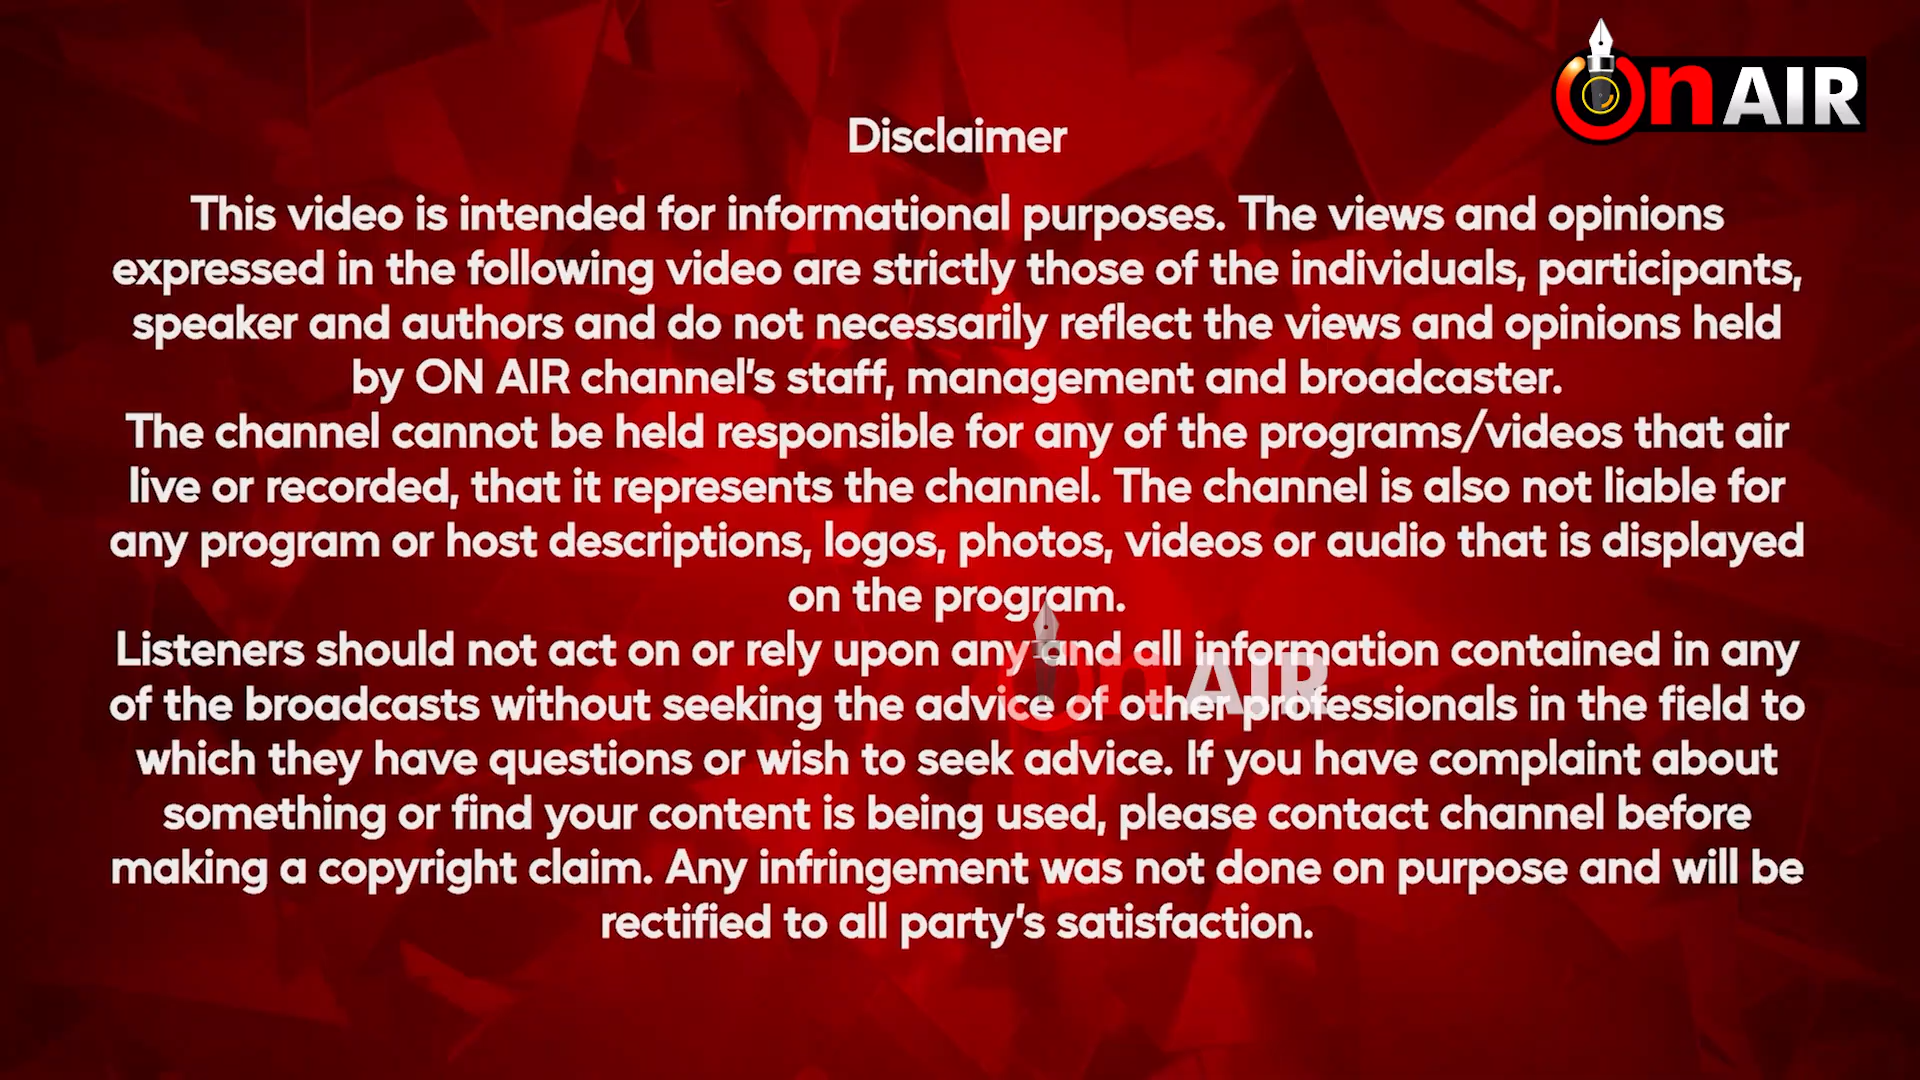 On AIR
Disclaimer
This video is intended for informational purposes. The views and opinions
expressed in the following video are strictly those of the individuals, participants,
speaker and authors and do not necessarily reflect the views and opinions held
by ON AIR channel's staff, management and broadcaster.
The channel cannot be held responsible for any of the programs/videos that air
live or recorded, that it represents the channel. The channel is also not liable for
any program or host descriptions, logos, photos, videos or audio that is displayed
on the program.
Listeners should not act on or rely upon any and all information contained in any
of the broadcasts without seeking the advice of other professionals in the field to
which they have questions or wish to seek advice. If you have complaint about
something or find your content is being used, please contact channel before
making a copyright claim. Any infringement was not done on purpose and will be
rectified to all party's satisfaction.
On AIR